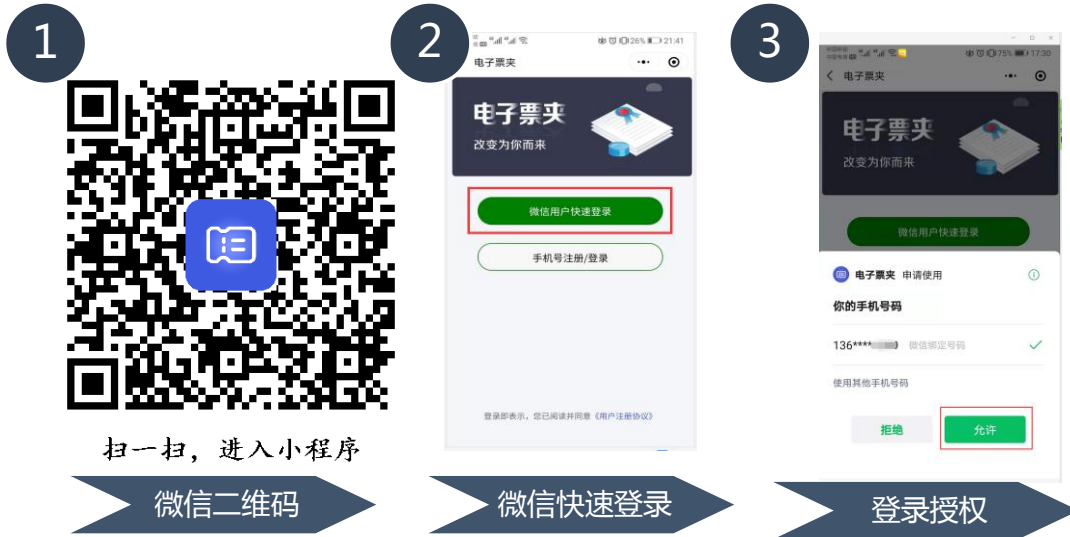 1
扫一扫，进入小程序
微信二维码
2
26% 21:41
电子票夹
电子票夹
改变为你而来
微信用户快速登录
手机号注册/登录
登录即表示，您已阅读并同意《用户注册协议》
微信快速登录
3
75% 17:30
电子票夹
电子票夹
改变为你而来
微信用户快速登录
电子票夹 申请使用
你的手机号码
136**** 微信绑定号码
使用其他手机号码
拒绝 允许
登录授权